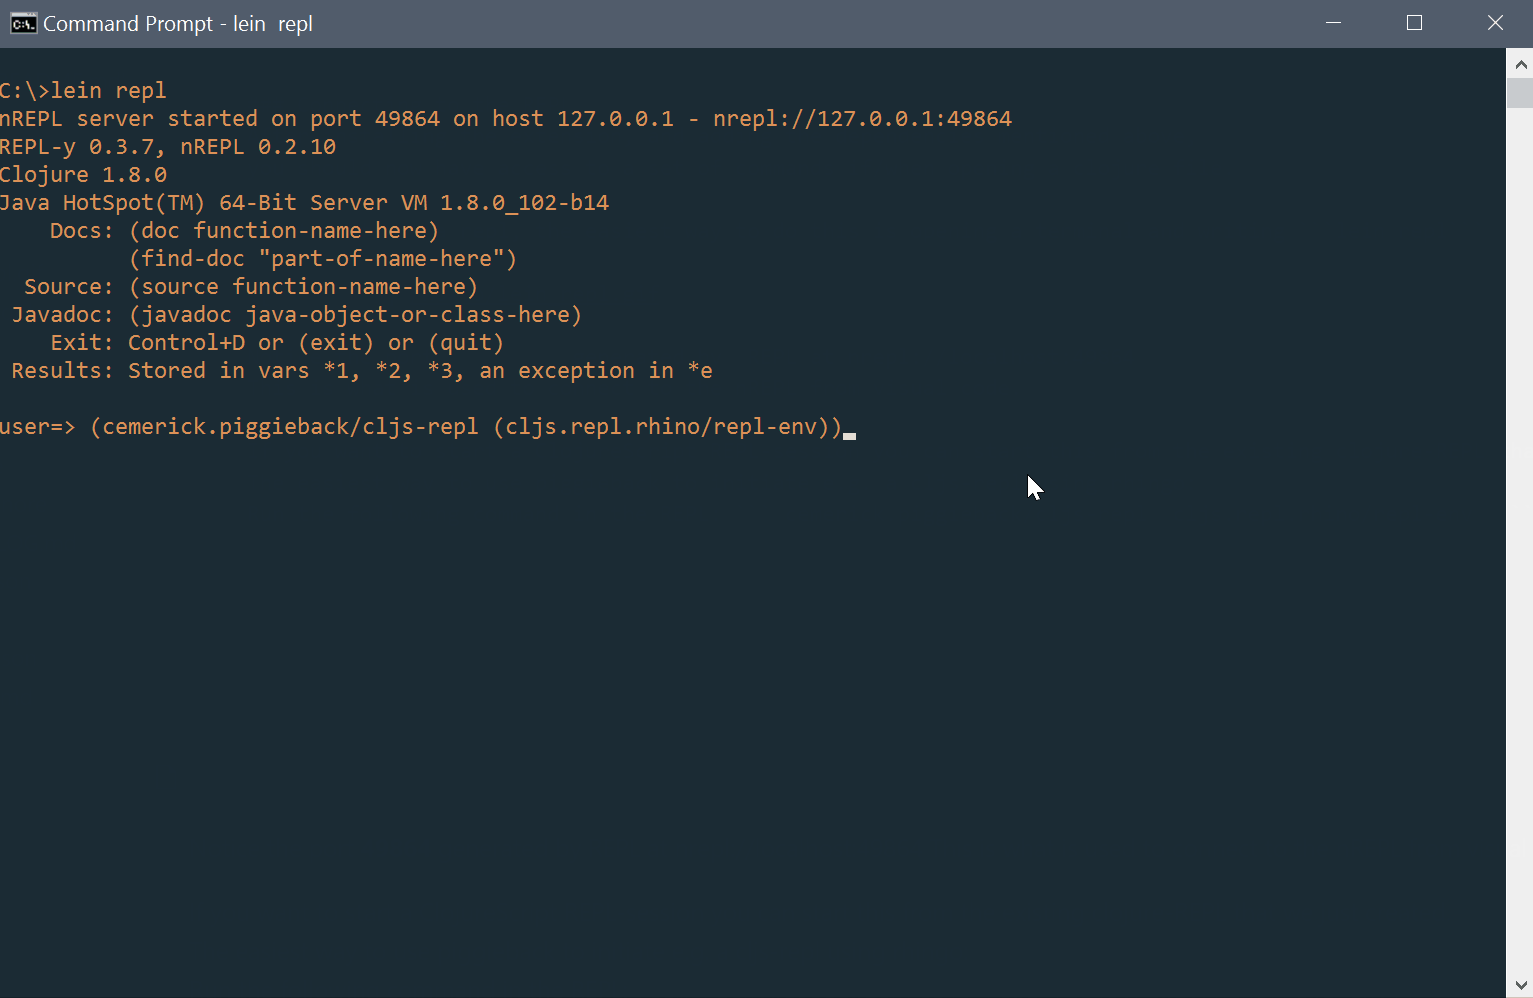 Command Prompt - lein  repl
C:\>lein repl
nREPL server started on port 49864 on host 127.0.0.1 - nrepl://127.0.0.1:49864
REPL-y 0.3.7, nREPL 0.2.10
Clojure 1.8.0
Java HotSpot(TM) 64-Bit Server VM 1.8.0_102-b14
    Docs: (doc function-name-here)
          (find-doc "part-of-name-here")
  Source: (source function-name-here)
 Javadoc: (javadoc java-object-or-class-here)
    Exit: Control+D or (exit) or (quit)
 Results: Stored in vars *1, *2, *3, an exception in *e
user=> (cemerick.piggieback/cljs-repl (cljs.repl.rhino/repl-env))